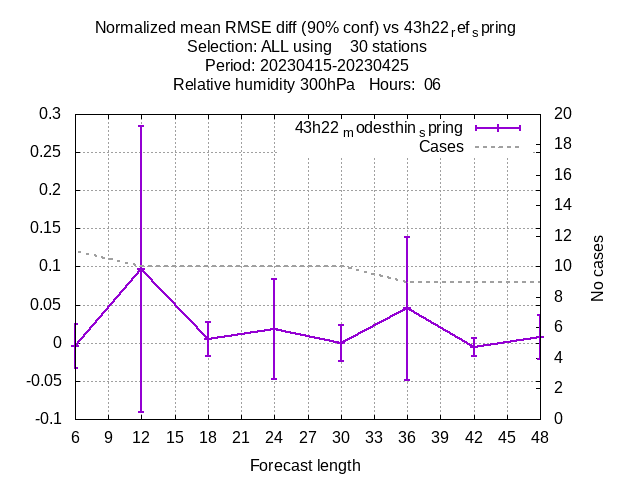 Normalized mean RMSE diff (90% conf) vs 43h22ref spring
Selection: ALL using 30 stations
Period: 20230415-20230425
Relative humidity 300hPa Hours: 06
43h22modesthinspring
Cases
0.3
0.25
0.2
0.15
0.1
0.05
0
-0.05
-0.1
20
18
16
14
12
10
8
6
4
2
0
No cases
6 9 12 15 18 21 24 27 30 33 36 39 42 45 48
Forecast length